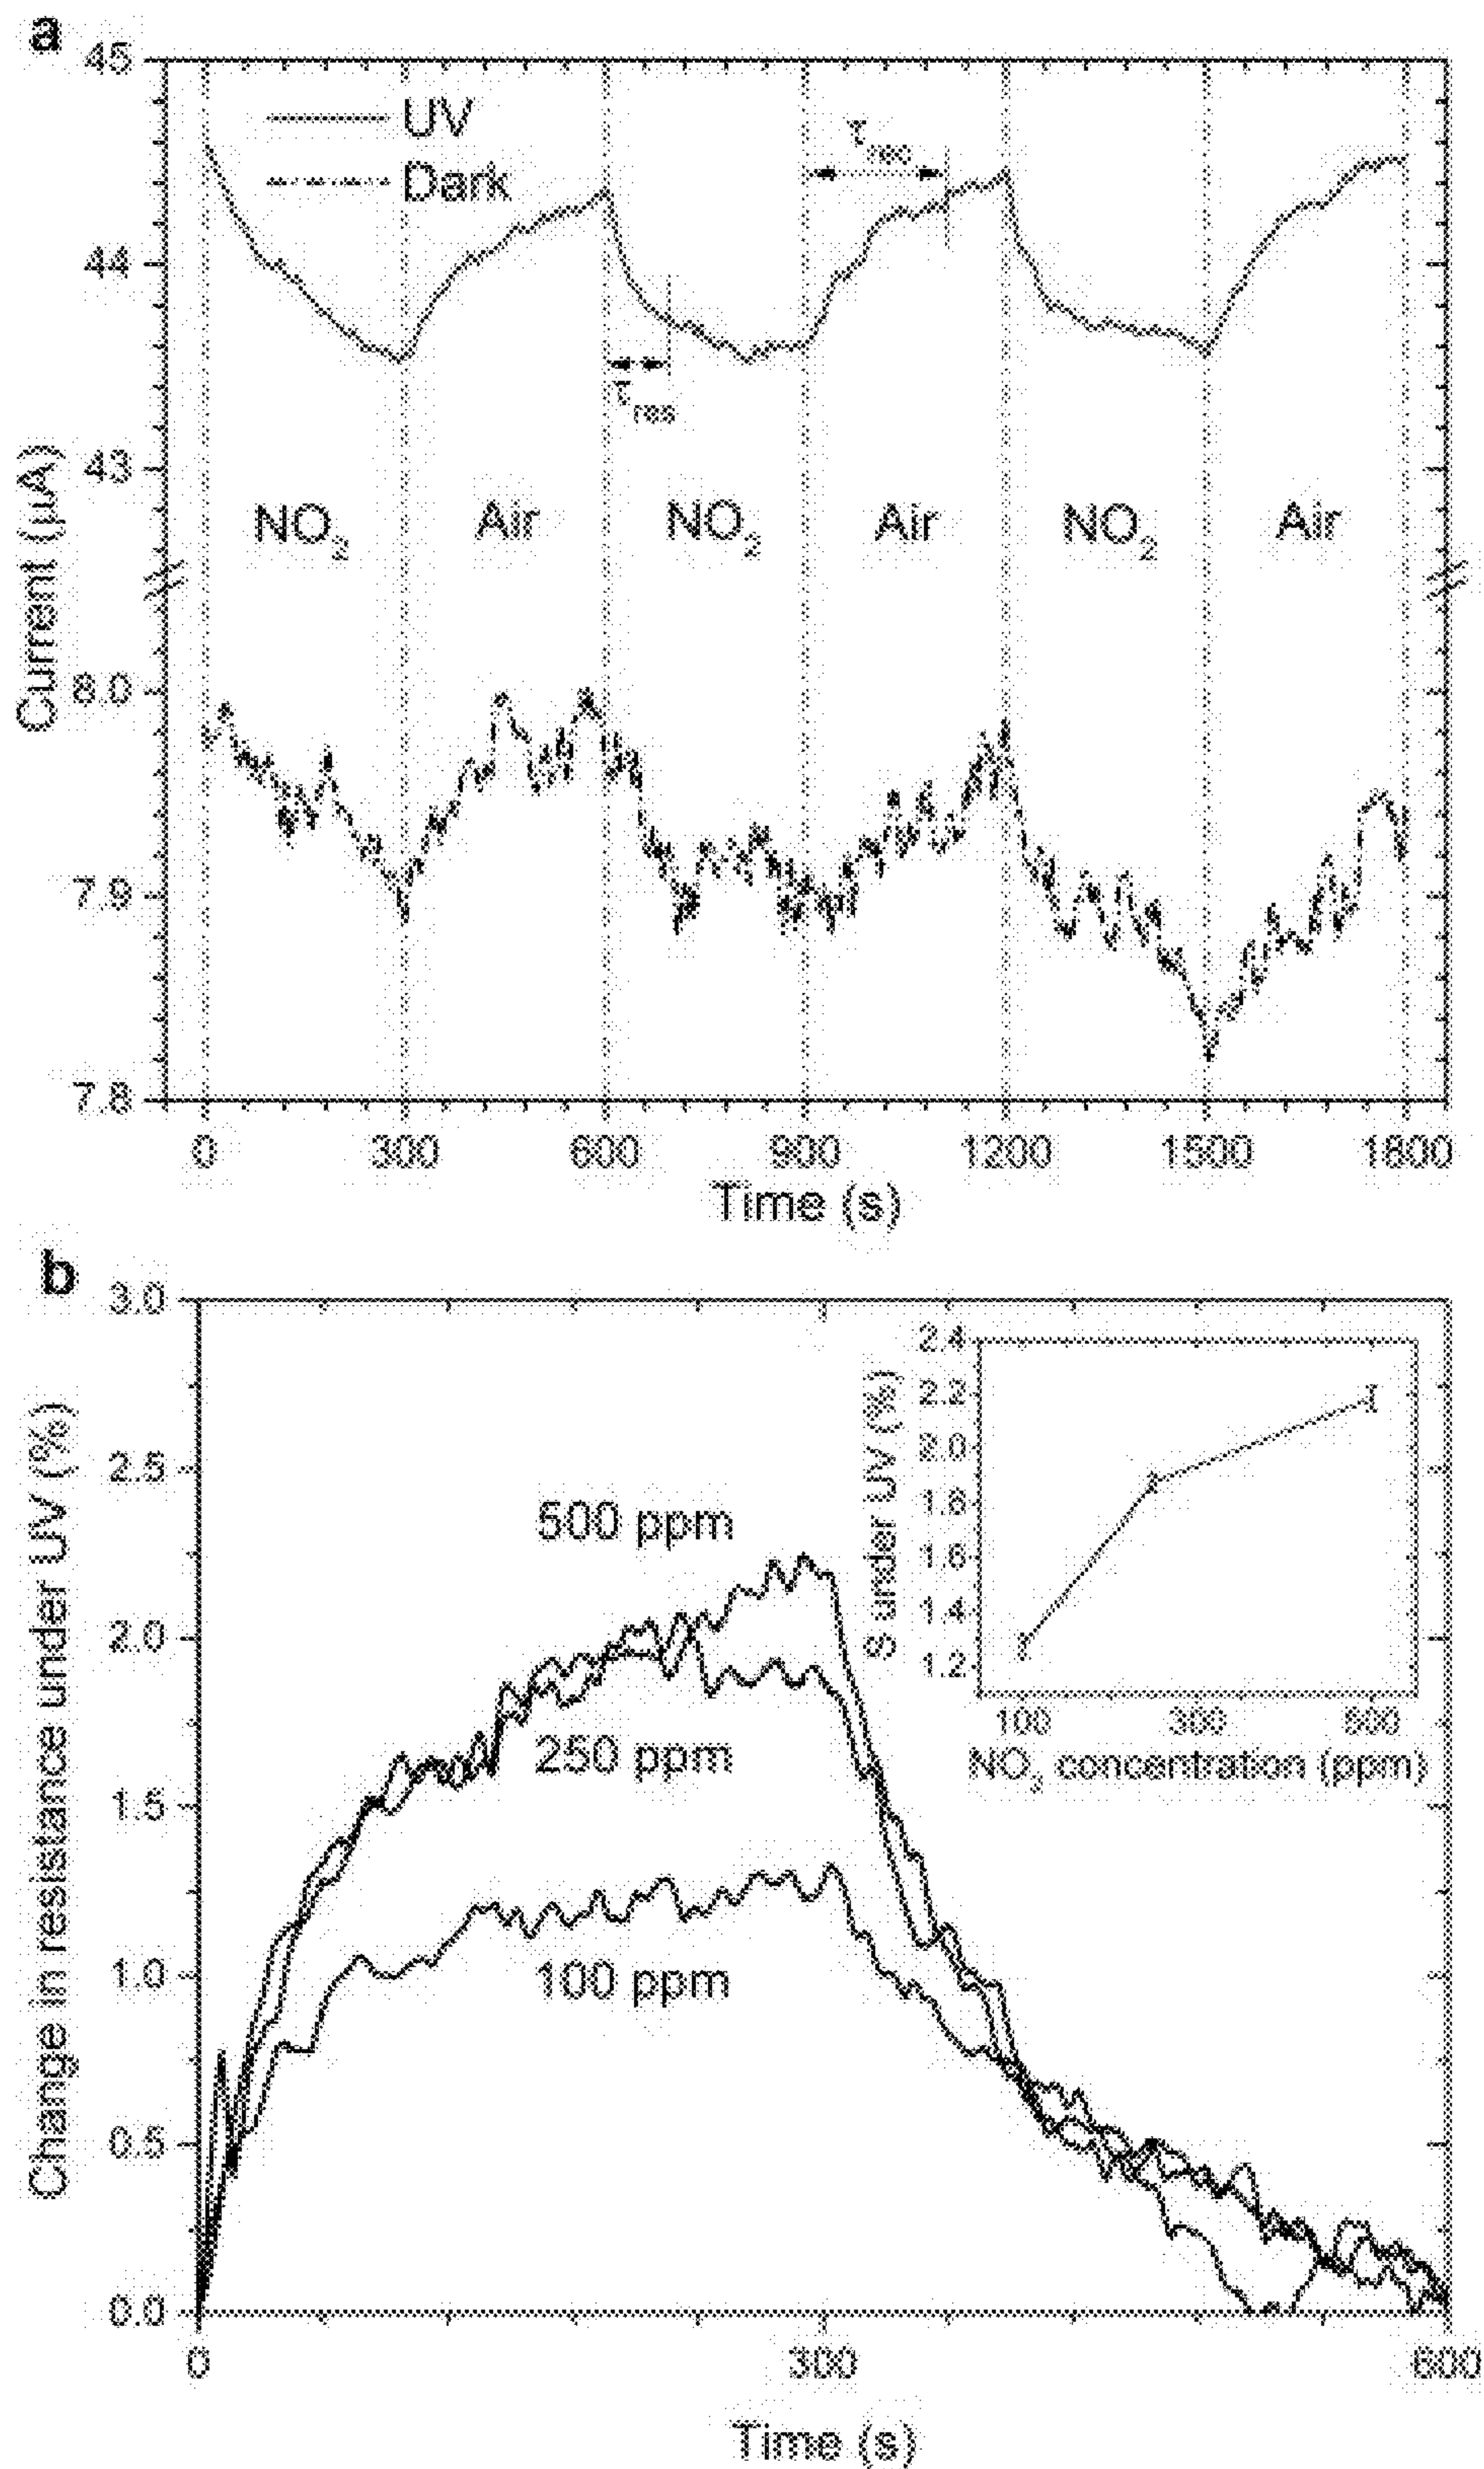 a
45
44
43
8.0
7.9
7.8
Current (μA)
UV
Dark
τrec
τres
NO2 Air NO2 Air NO2 Air
0 300 600 900 1200 1500 1800
Time (s)
b
3.0
2.5
2.0
1.5
1.0
0.5
0.0
Change in resistance under UV (%)
500 ppm
250 ppm
100 ppm
2.4
2.2
2.0
1.8
1.6
1.4
1.2
S under UV (%)
100 300 500
NO2 concentration (ppm)
0 300 600
Time (s)